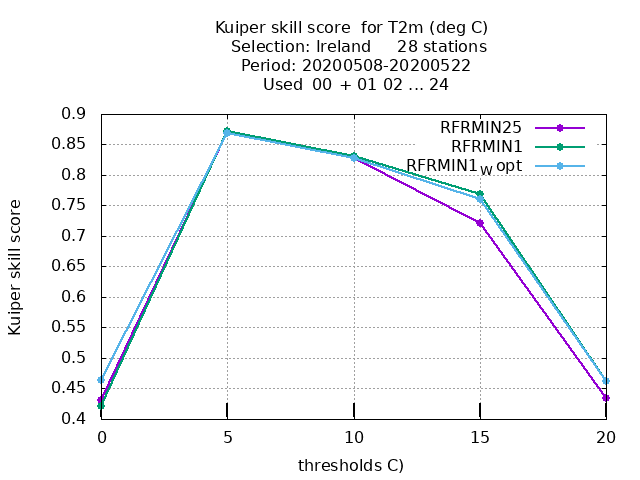 Kuiper skill score  for T2m (deg C)
Selection: Ireland     28 stations
Period: 20200508-20200522
Used  00 + 01 02 ... 24
RFRMIN25
RFRMIN1
RFRMIN1W opt
Kuiper skill score
0.9
0.85
0.8
0.75
0.7
0.65
0.6
0.55
0.5
0.45
0.4
0 5 10 15 20
thresholds C)